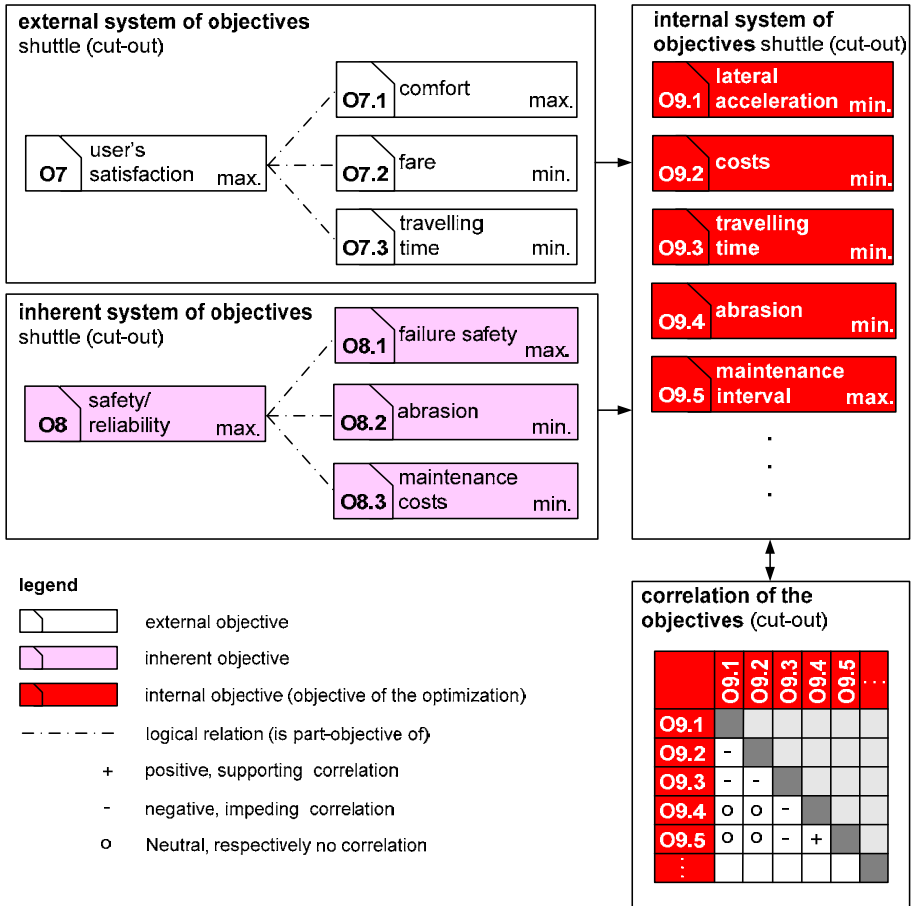 external system of objectives
shuttle (cut-out)
O7
user's
satisfaction
max.
O7.1
comfort
max.
O7.2
fare
min.
O7.3
travelling
time
min.
inherent system of objectives
shuttle (cut-out)
O8
safety/
reliability
max.
O8.1
failure safety
max.
O8.2
abrasion
min.
O8.3
maintenance
costs
min.
internal system of
objectives shuttle (cut-out)
O9.1
lateral
acceleration
min.
O9.2
costs
min.
O9.3
travelling
time
min.
O9.4
abrasion
min.
O9.5
maintenance
interval
max.
. . .
legend
external objective
inherent objective
internal objective (objective of the optimization)
logical relation (is part-objective of)
+ positive, supporting correlation
- negative, impeding correlation
o Neutral, respectively no correlation
correlation of the
objectives (cut-out)
O9.1 O9.2 O9.3 O9.4 O9.5 ...
O9.1
O9.2 -
O9.3 - -
O9.4 o o -
O9.5 o o - +
...